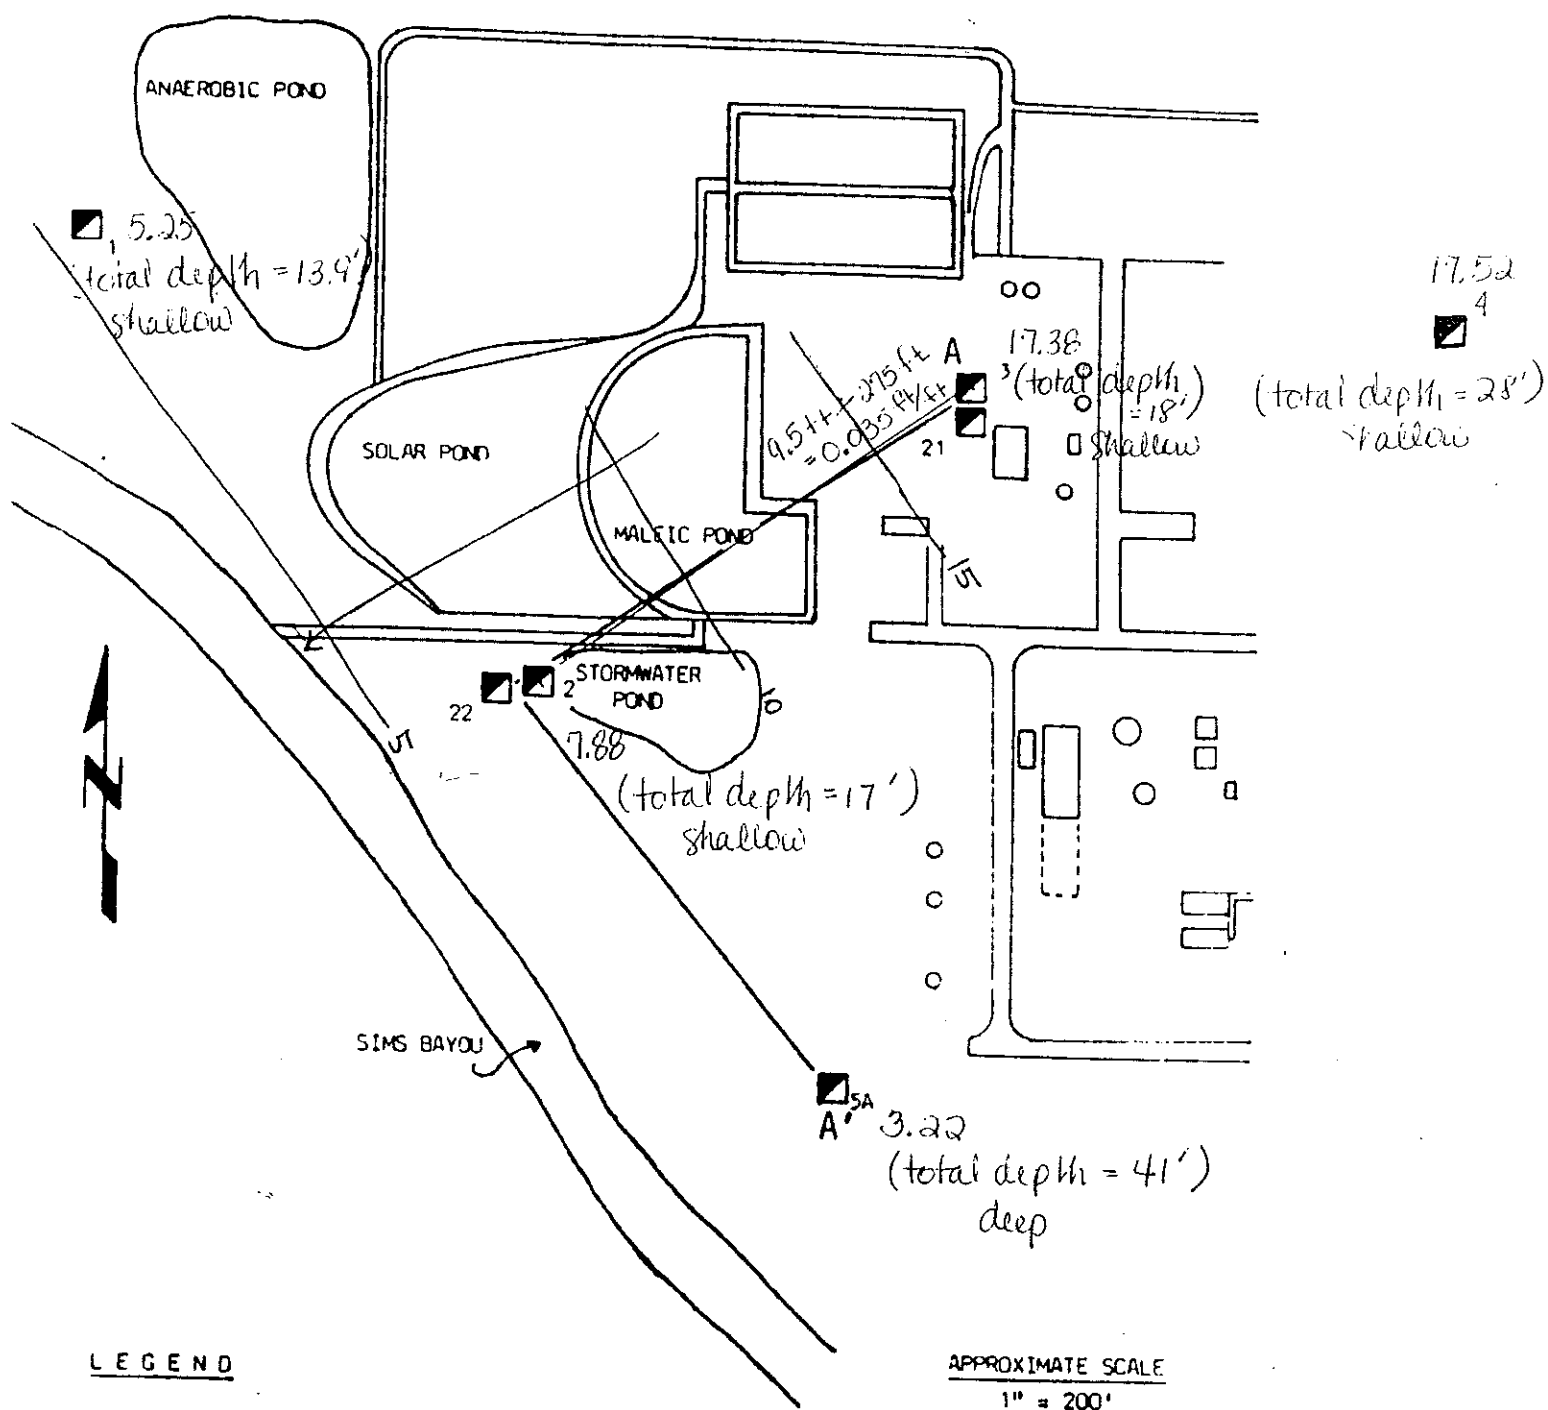 ANAEROBIC POND
1 5.25
(total depth = 13.9')
shallow
17.52
4
(total depth = 28')
shallow
A
17.38
3 (total depth
= 18')
shallow
21
9.5 ft ÷ 275 ft
= 0.035 ft/ft
SOLAR POND
MALEIC POND
15
STORMWATER
POND
2
22
10
7.88
(total depth = 17')
shallow
5
N
SIMS BAYOU
5A
A' 3.22
(total depth = 41')
deep
LEGEND
APPROXIMATE SCALE
1" = 200'